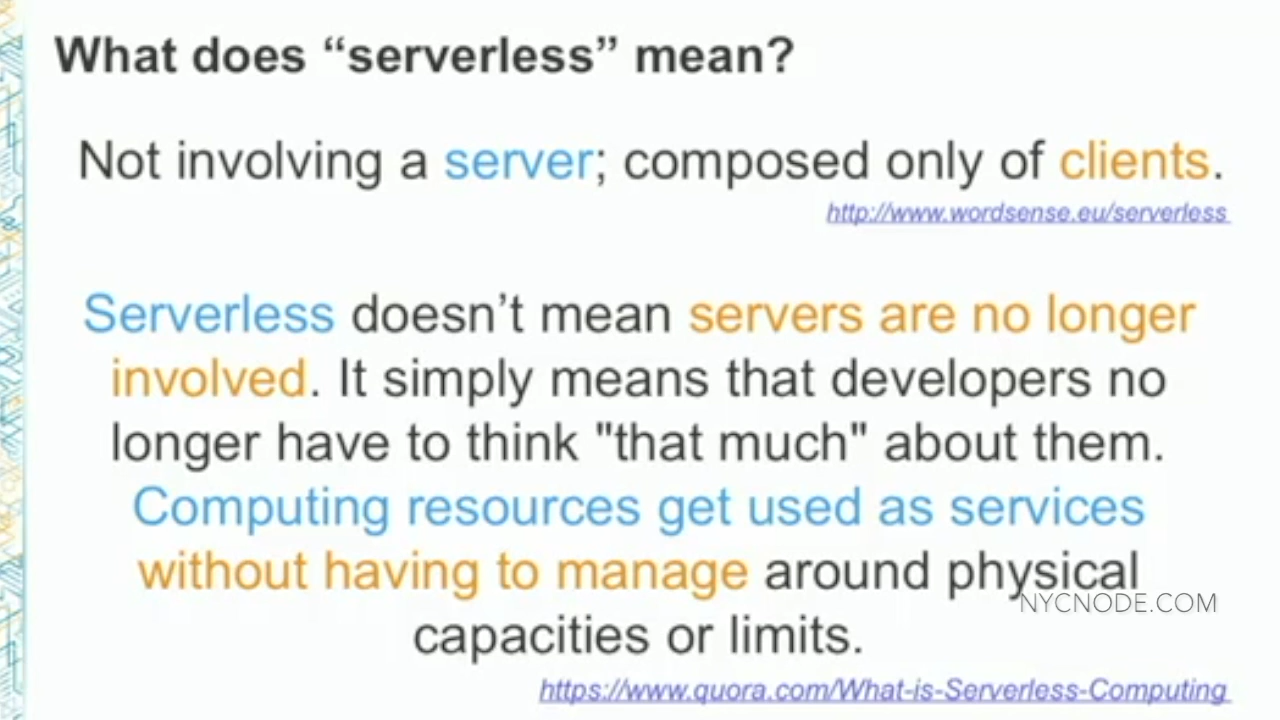 What does “serverless” mean?
Not involving a server; composed only of clients.
http://www.wordsense.eu/serverless
Serverless doesn’t mean servers are no longer
involved. It simply means that developers no
longer have to think "that much" about them.
Computing resources get used as services
without having to manage around physical
NYCNODE.COM
capacities or limits.
https://www.quora.com/What-is-Serverless-Computing